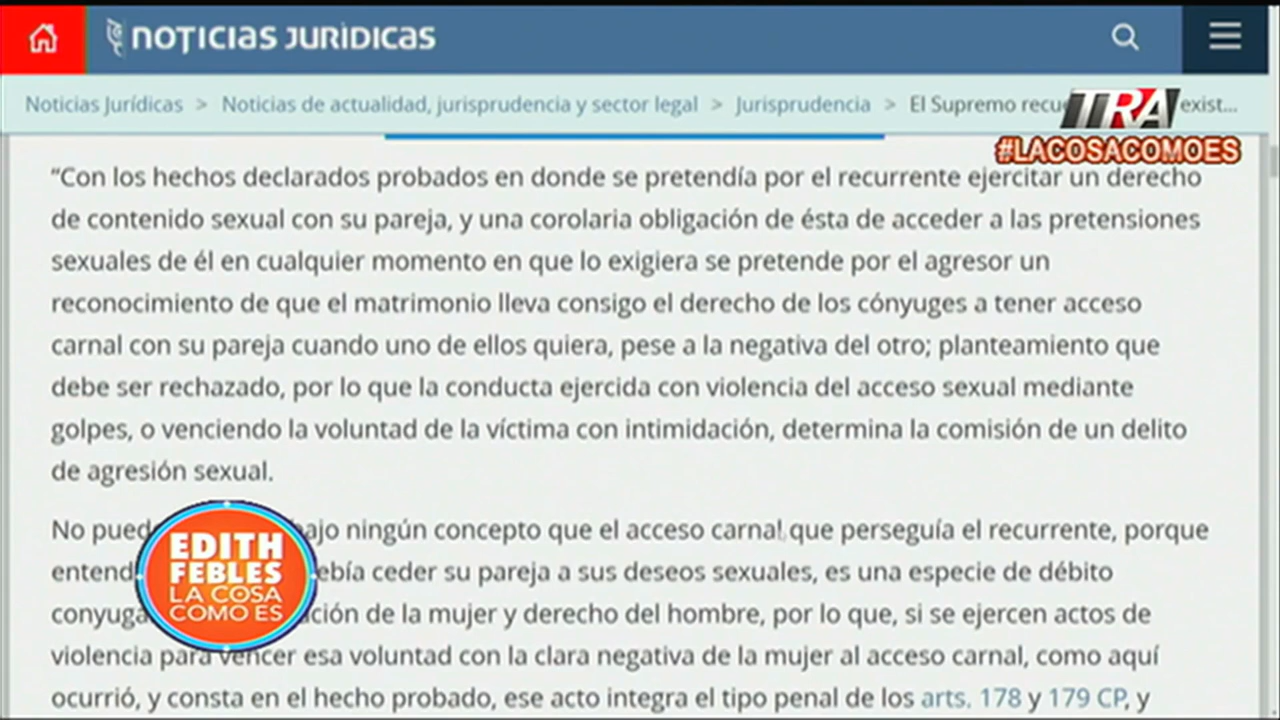 NOTICIAS JURÍDICAS
Noticias Jurídicas > Noticias de actualidad, jurisprudencia y sector legal > Jurisprudencia > El Supremo exist...
TRA
#LACOSACOMOES
“Con los hechos declarados probados en donde se pretendía por el recurrente ejercitar un derecho
de contenido sexual con su pareja, y una corolaria obligación de ésta de acceder a las pretensiones
sexuales de él en cualquier momento en que lo exigiera se pretende por el agresor un
reconocimiento de que el matrimonio lleva consigo el derecho de los cónyuges a tener acceso
carnal con su pareja cuando uno de ellos quiera, pese a la negativa del otro; planteamiento que
debe ser rechazado, por lo que la conducta ejercida con violencia del acceso sexual mediante
golpes, o venciendo la voluntad de la víctima con intimidación, determina la comisión de un delito
de agresión sexual.
No ningún concepto que el acceso carnal que perseguía el recurrente, porque
ceder su pareja a sus deseos sexuales, es una especie de débito
de la mujer y derecho del hombre, por lo que, si se ejercen actos de
violencia para vencer esa voluntad con la clara negativa de la mujer al acceso carnal, como aquí
ocurrió, y consta en el hecho probado, ese acto integra el tipo penal de los arts. 178 y 179 CP, y
EDITH
FEBLES
LA COSA
COMO ES